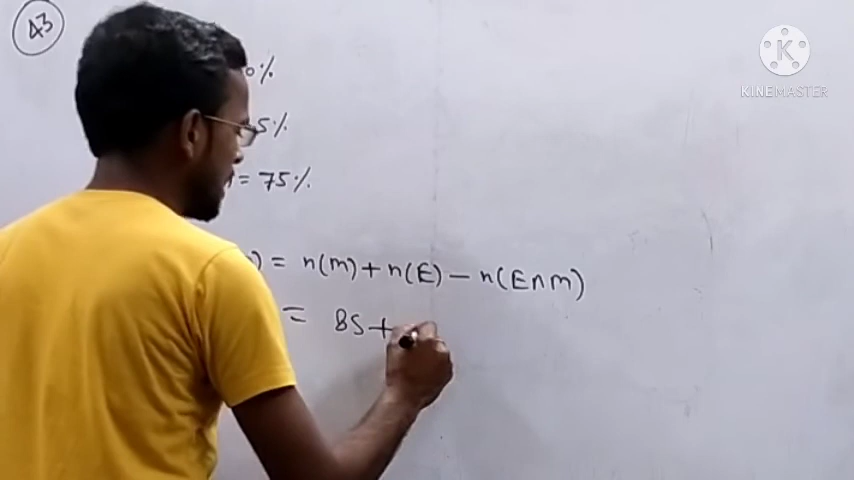 43
0%
5%
= 75%
) = n(m) + n(E) - n(E∩m)
= 85 +
K
KINEMASTER